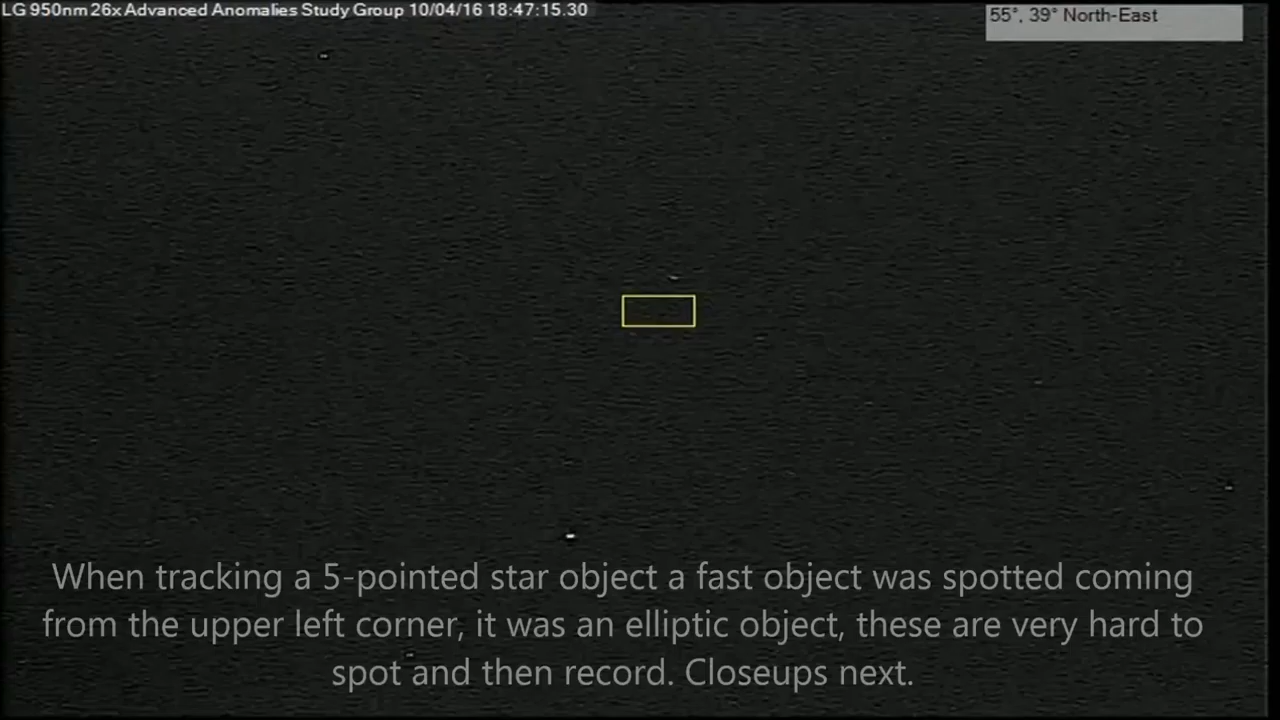 LG 950nm 26x Advanced Anomalies Study Group 10/04/16 18:47:15.30
55°, 39° North-East
When tracking a 5-pointed star object a fast object was spotted coming
from the upper left corner, it was an elliptic object, these are very hard to
spot and then record. Closeups next.